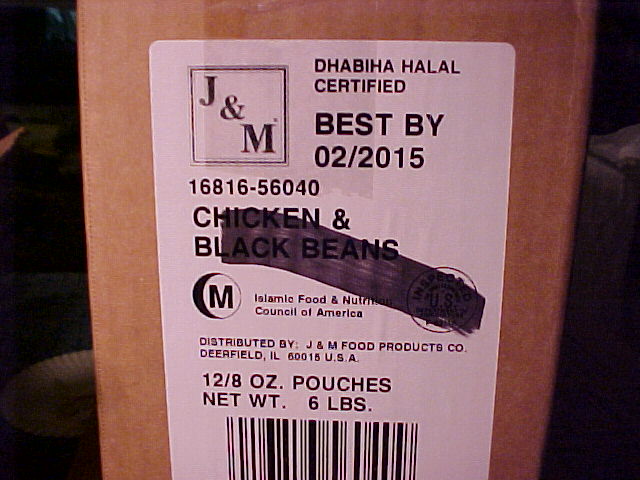 J & M
DHABIHA HALAL
CERTIFIED
BEST BY
02/2015
16816-56040
CHICKEN &
BLACK BEANS
M
Islamic Food & Nutrition
Council of America
INSPECTED
U.S.
DISTRIBUTED BY: J & M FOOD PRODUCTS CO.
DEERFIELD, IL 60015 U.S.A.
12/8 OZ. POUCHES
NET WT. 6 LBS.